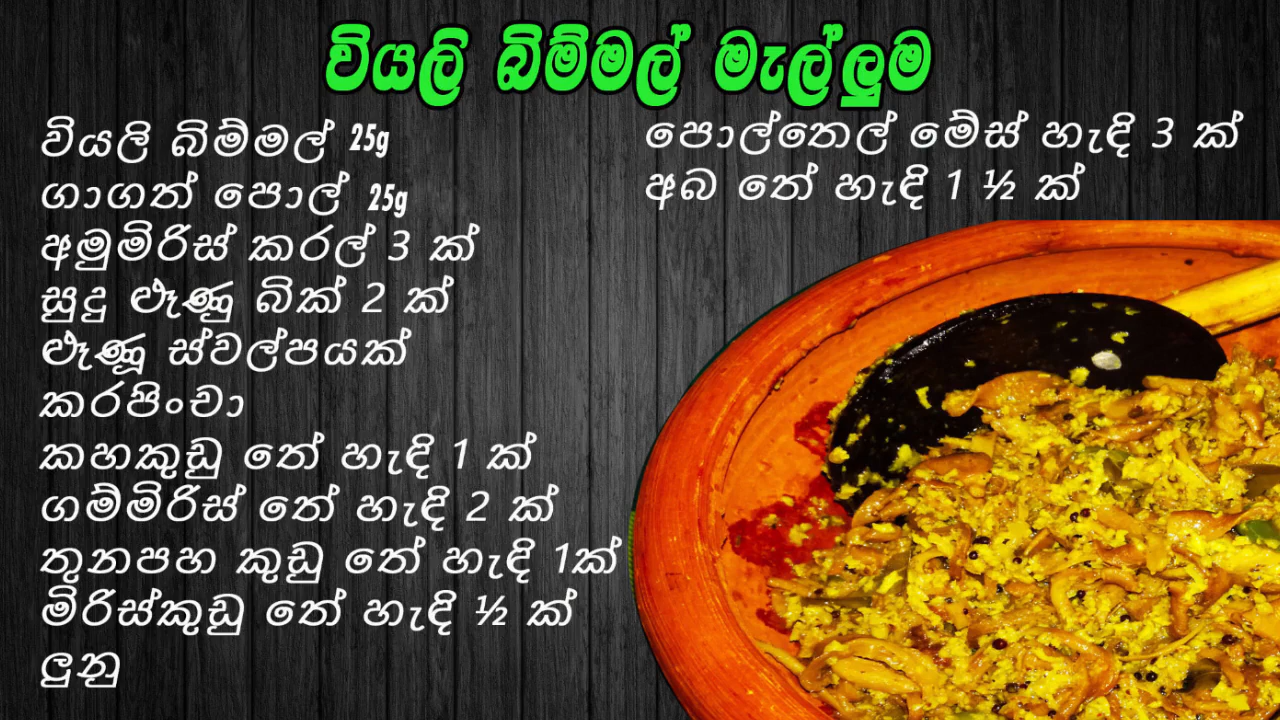 වියලි බිම්මල් මැල්ලුම
වියලි බිම්මල් 25g
ගාගත් පොල් 25g
අමුමිරිස් කරල් 3 ක්
සුදු ළූණු බික් 2 ක්
ළූණූ ස්වල්පයක්
කරපිංචා
කහකුඩු තේ හැඳි 1 ක්
ගම්මිරිස් තේ හැඳි 2 ක්
තුනපහ කුඩු තේ හැඳි 1ක්
මිරිස්කුඩු තේ හැඳි ½ ක්
ලුනු
පොල්තෙල් මේස් හැඳි 3 ක්
අබ තේ හැඳි 1 ½ ක්